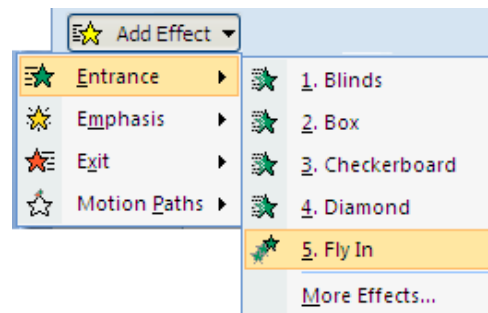 Add Effect
Entrance
Emphasis
Exit
Motion Paths
1. Blinds
2. Box
3. Checkerboard
4. Diamond
5. Fly In
More Effects...